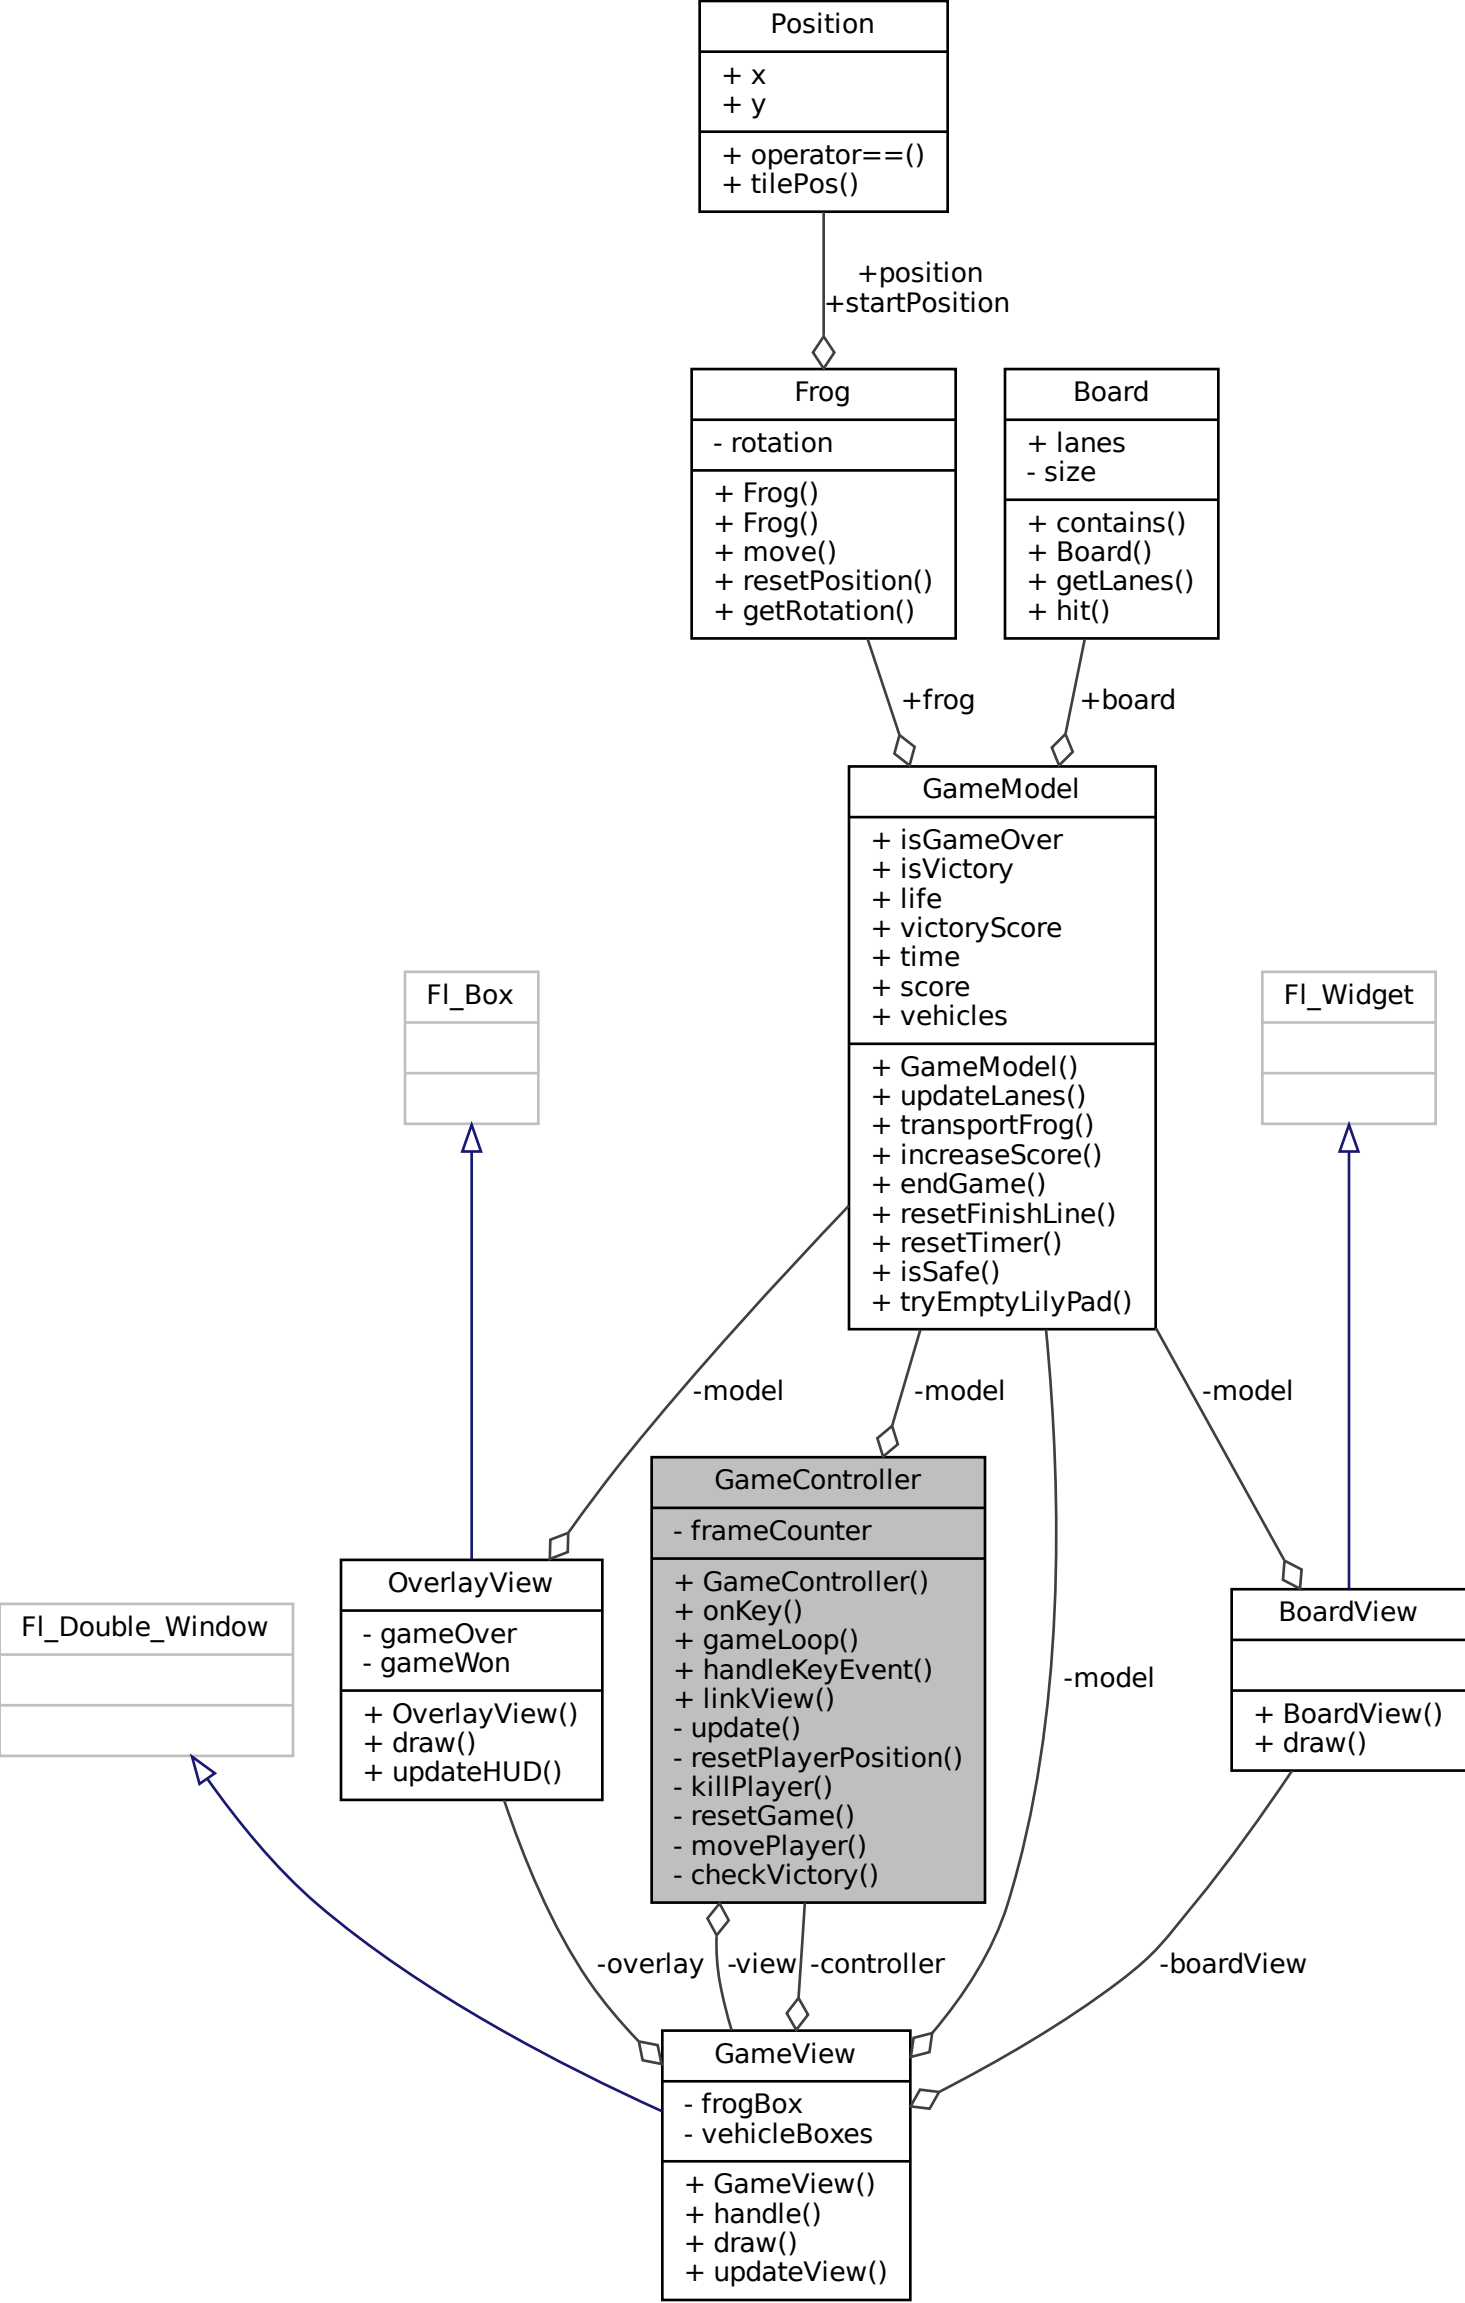 Position
+ x
+ y
+ operator==()
+ tilePos()
+position
+startPosition
Frog
- rotation
+ Frog()
+ Frog()
+ move()
+ resetPosition()
+ getRotation()
Board
+ lanes
- size
+ contains()
+ Board()
+ getLanes()
+ hit()
+frog
+board
GameModel
+ isGameOver
+ isVictory
+ life
+ victoryScore
+ time
+ score
+ vehicles
+ GameModel()
+ updateLanes()
+ transportFrog()
+ increaseScore()
+ endGame()
+ resetFinishLine()
+ resetTimer()
+ isSafe()
+ tryEmptyLilyPad()
Fl_Box
Fl_Widget
-model
-model
-model
-model
GameController
- frameCounter
+ GameController()
+ onKey()
+ gameLoop()
+ handleKeyEvent()
+ linkView()
- update()
- resetPlayerPosition()
- killPlayer()
- resetGame()
- movePlayer()
- checkVictory()
OverlayView
- gameOver
- gameWon
+ OverlayView()
+ draw()
+ updateHUD()
Fl_Double_Window
BoardView
+ BoardView()
+ draw()
-overlay
-view
-controller
-boardView
GameView
- frogBox
- vehicleBoxes
+ GameView()
+ handle()
+ draw()
+ updateView()